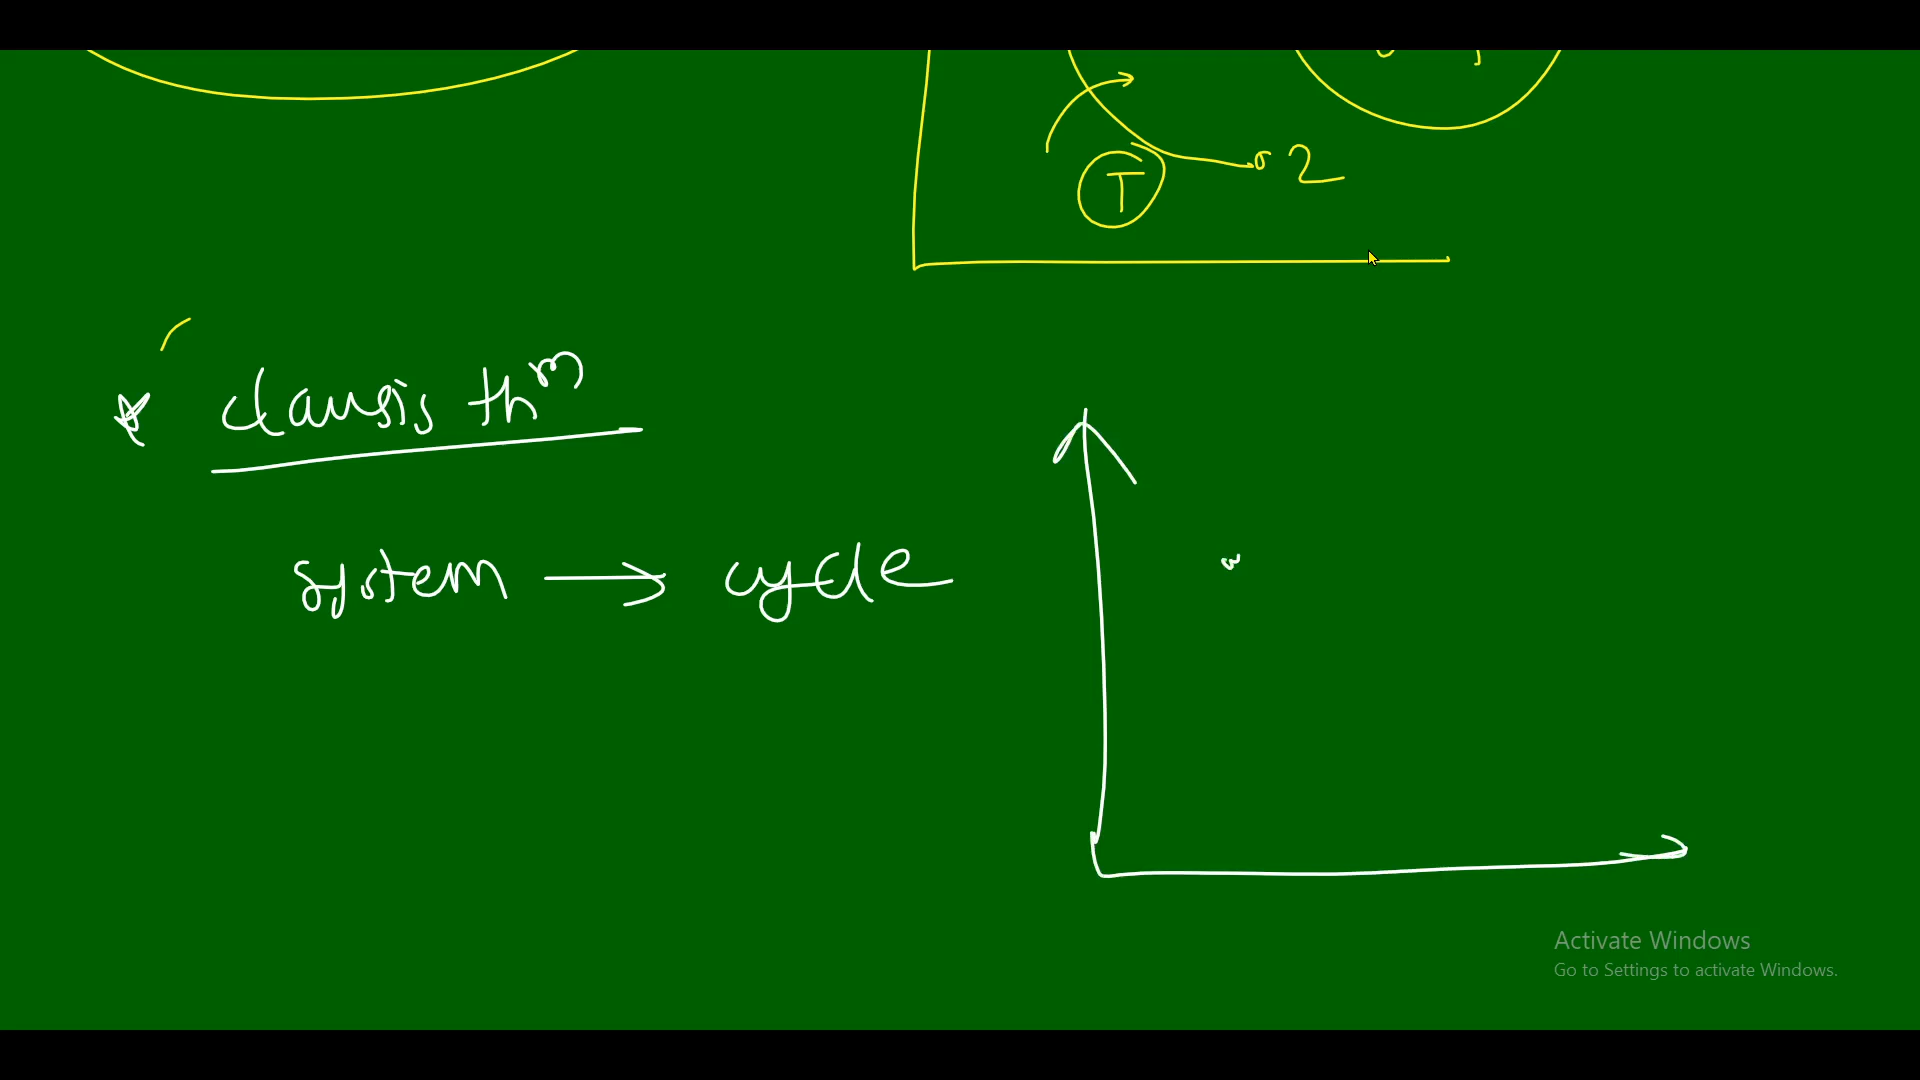 2
T
clausis thm
system → cycle
Activate Windows
Go to Settings to activate Windows.